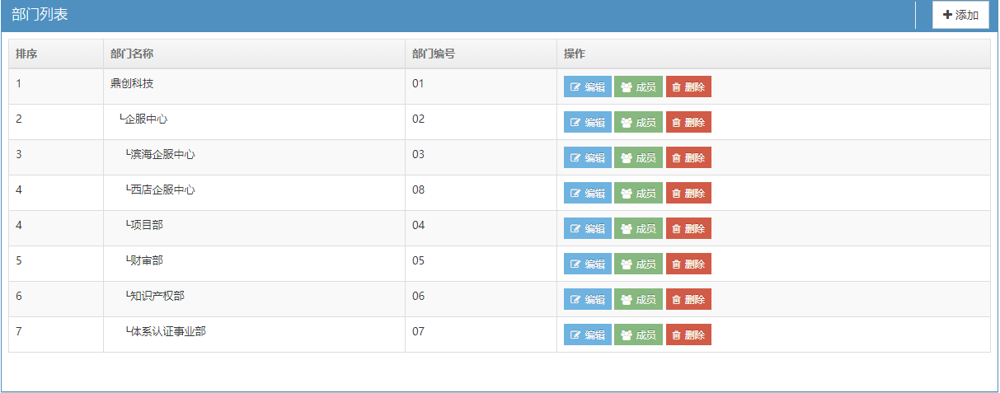 部门列表 添加
排序 部门名称 部门编号 操作
1 鼎创科技 01 编辑 成员 删除
2 └企服中心 02 编辑 成员 删除
3 └滨海企服中心 03 编辑 成员 删除
4 └西店企服中心 08 编辑 成员 删除
4 └项目部 04 编辑 成员 删除
5 └财审部 05 编辑 成员 删除
6 └知识产权部 06 编辑 成员 删除
7 └体系认证事业部 07 编辑 成员 删除